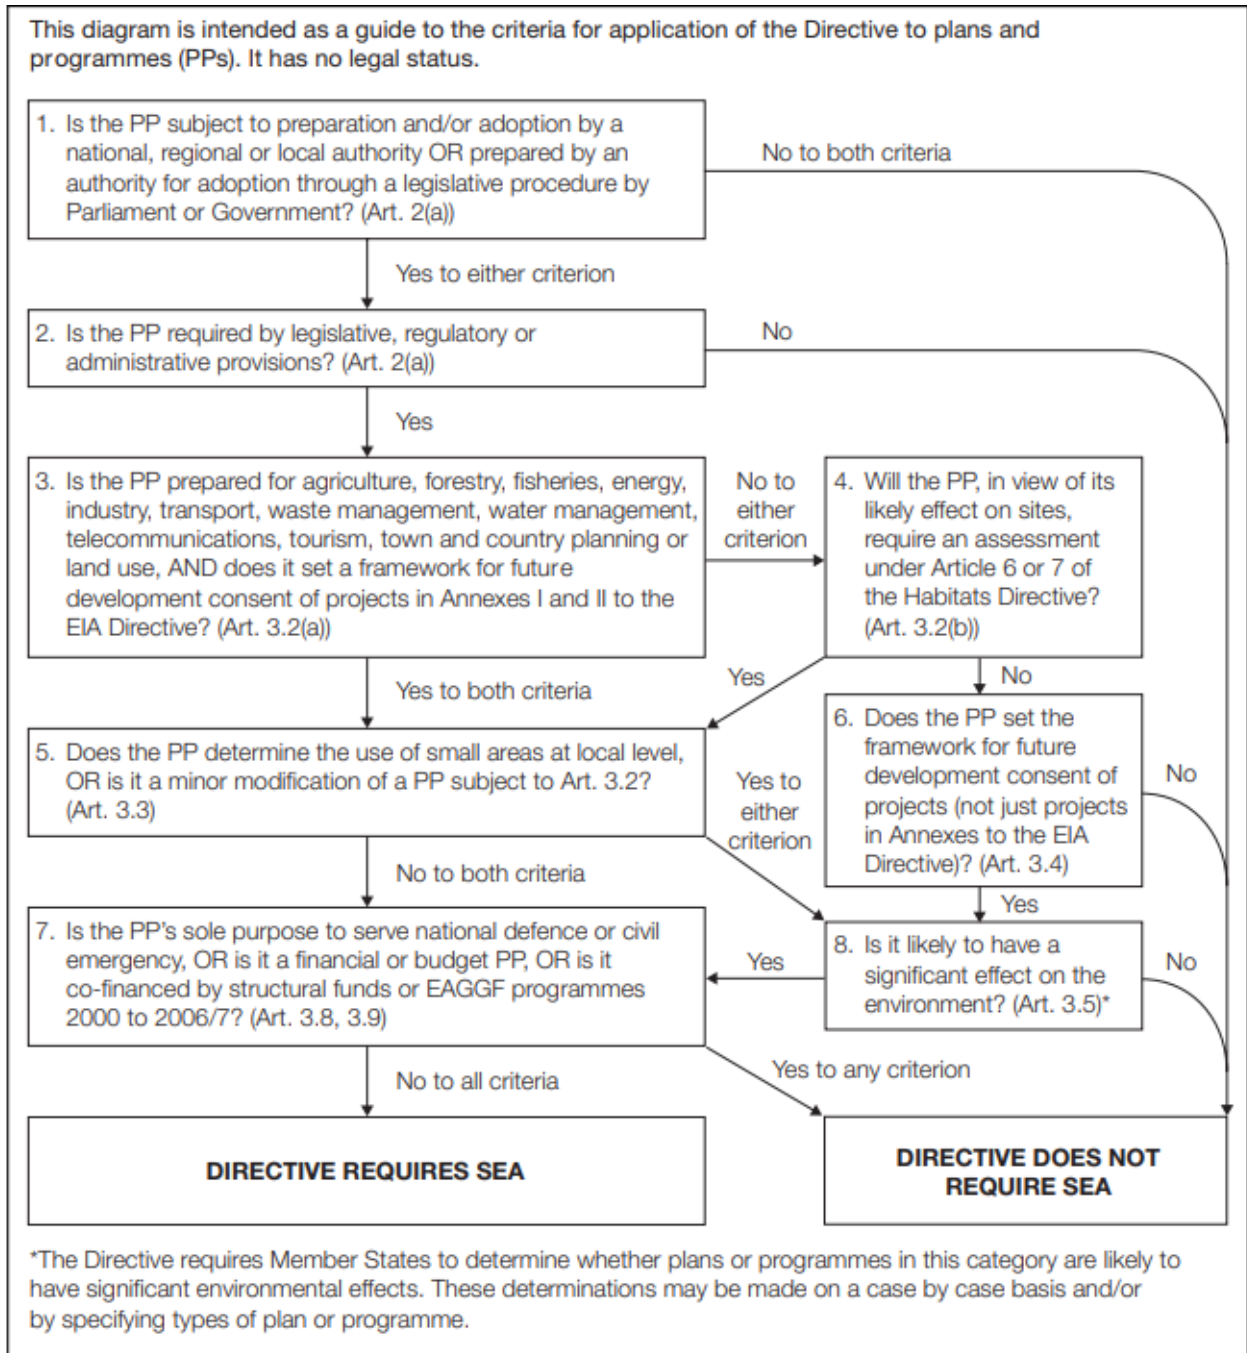 This diagram is intended as a guide to the criteria for application of the Directive to plans and
programmes (PPs). It has no legal status.
1. Is the PP subject to preparation and/or adoption by a
national, regional or local authority OR prepared by an
authority for adoption through a legislative procedure by
Parliament or Government? (Art. 2(a))
No to both criteria
Yes to either criterion
2. Is the PP required by legislative, regulatory or
administrative provisions? (Art. 2(a))
No
Yes
3. Is the PP prepared for agriculture, forestry, fisheries, energy,
industry, transport, waste management, water management,
telecommunications, tourism, town and country planning or
land use, AND does it set a framework for future
development consent of projects in Annexes I and II to the
EIA Directive? (Art. 3.2(a))
No to
either
criterion
4. Will the PP, in view of its
likely effect on sites,
require an assessment
under Article 6 or 7 of
the Habitats Directive?
(Art. 3.2(b))
Yes to both criteria
Yes
No
5. Does the PP determine the use of small areas at local level,
OR is it a minor modification of a PP subject to Art. 3.2?
(Art. 3.3)
Yes to
either
criterion
6. Does the PP set the
framework for future
development consent of
projects (not just projects
in Annexes to the EIA
Directive)? (Art. 3.4)
No
No to both criteria
Yes
7. Is the PP's sole purpose to serve national defence or civil
emergency, OR is it a financial or budget PP, OR is it
co-financed by structural funds or EAGGF programmes
2000 to 2006/7? (Art. 3.8, 3.9)
Yes
8. Is it likely to have a
significant effect on the
environment? (Art. 3.5)*
No
No to all criteria
Yes to any criterion
DIRECTIVE REQUIRES SEA
DIRECTIVE DOES NOT
REQUIRE SEA
*The Directive requires Member States to determine whether plans or programmes in this category are likely to
have significant environmental effects. These determinations may be made on a case by case basis and/or
by specifying types of plan or programme.